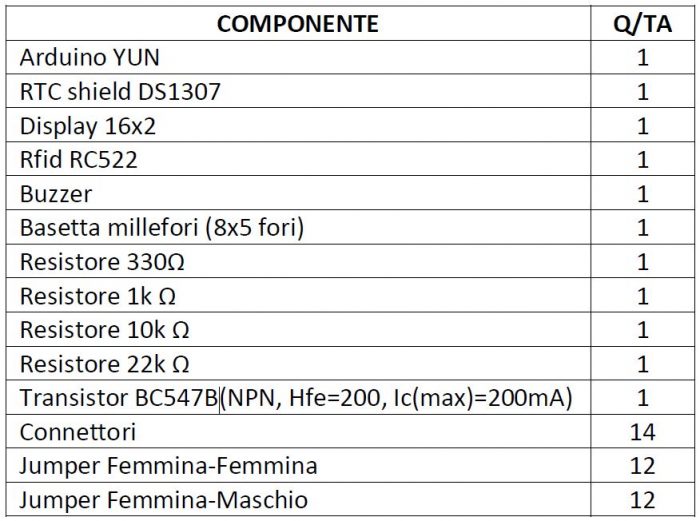 COMPONENTE Q/TA
Arduino YUN 1
RTC shield DS1307 1
Display 16x2 1
Rfid RC522 1
Buzzer 1
Basetta millefori (8x5 fori) 1
Resistore 330Ω 1
Resistore 1k Ω 1
Resistore 10k Ω 1
Resistore 22k Ω 1
Transistor BC547B(NPN, Hfe=200, Ic(max)=200mA) 1
Connettori 14
Jumper Femmina-Femmina 12
Jumper Femmina-Maschio 12